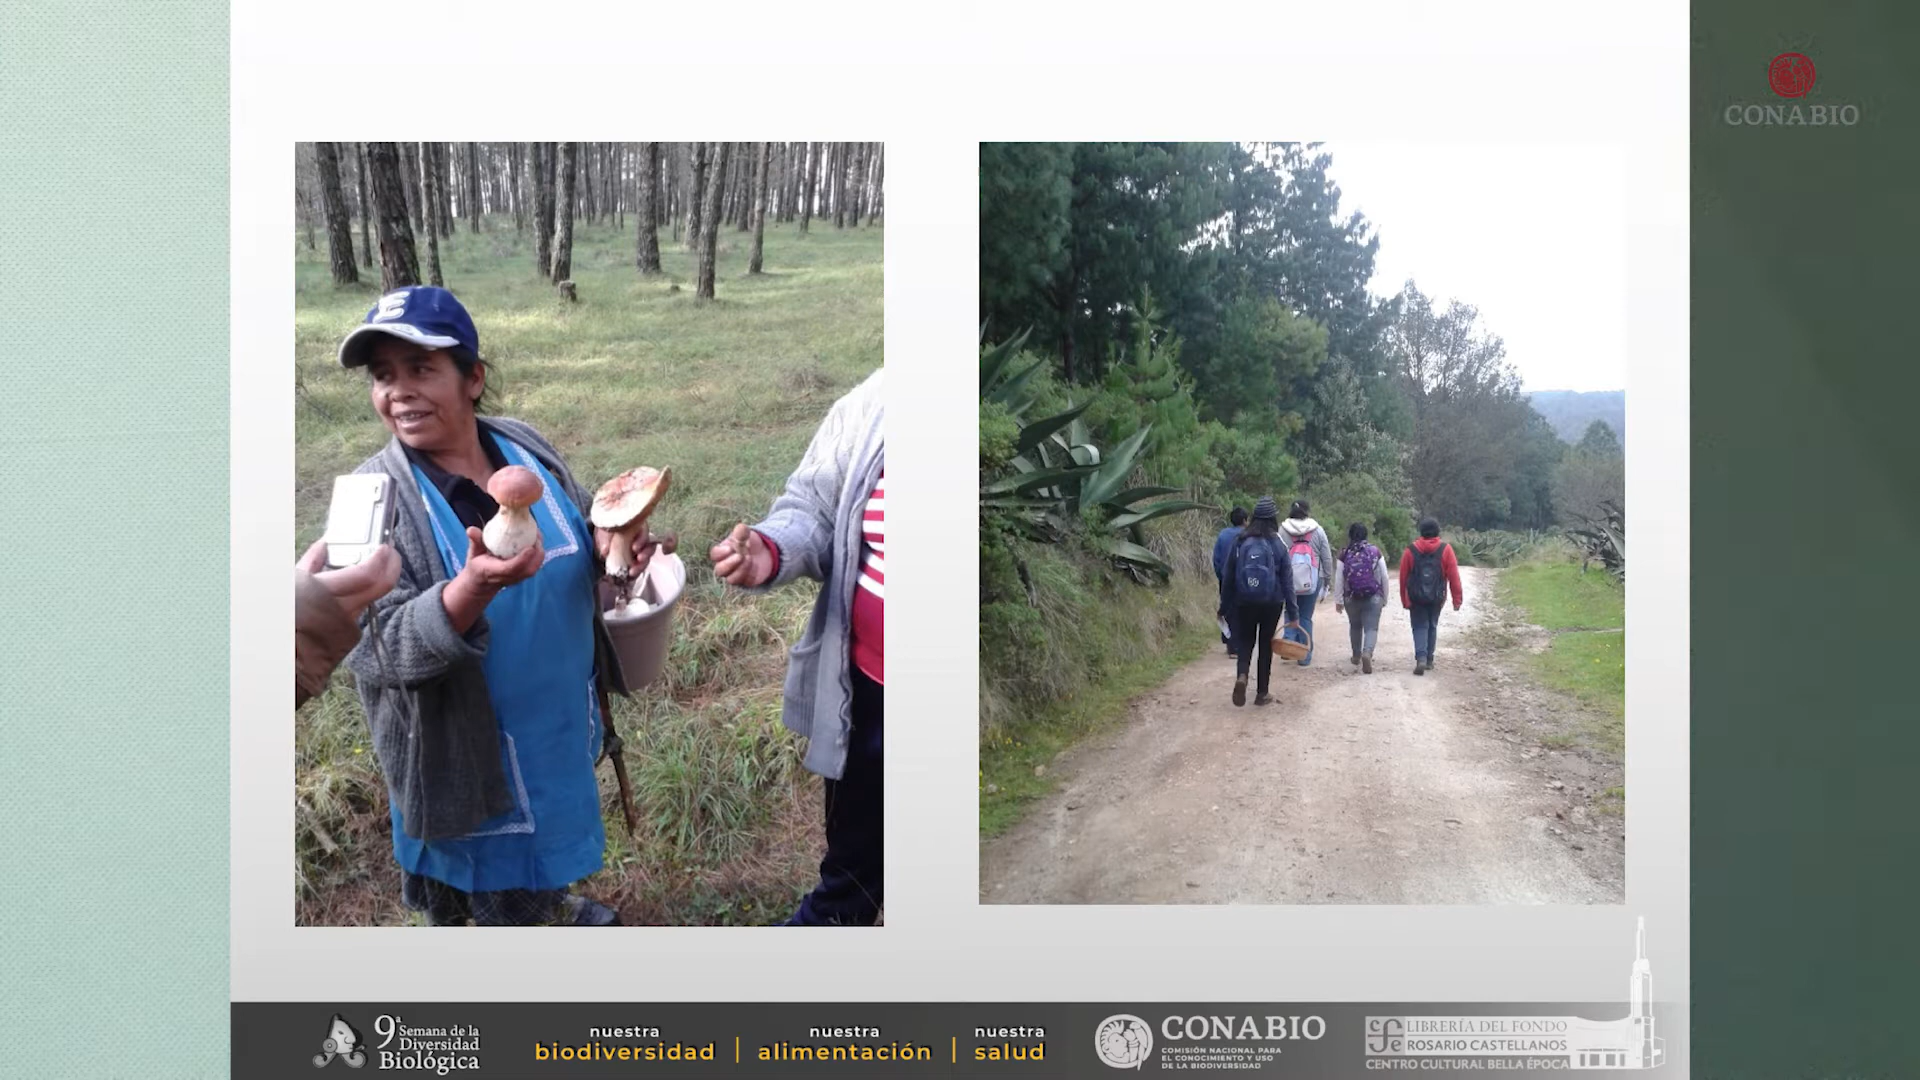 CONABIO
E
9ª
Semana de la
Diversidad
Biológica
nuestra
biodiversidad
nuestra
alimentación
nuestra
salud
CONABIO
COMISIÓN NACIONAL PARA
EL CONOCIMIENTO Y USO
DE LA BIODIVERSIDAD
LIBRERÍA DEL FONDO
ROSARIO CASTELLANOS
CENTRO CULTURAL BELLA ÉPOCA